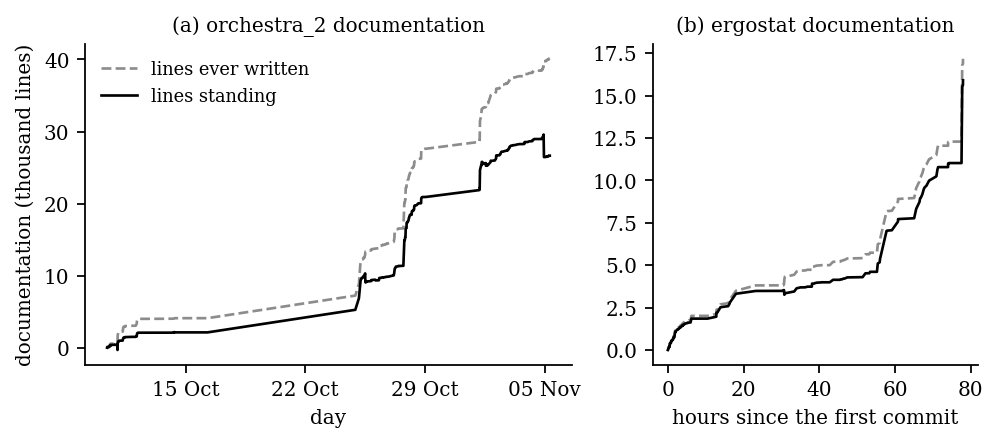 (a) orchestra_2 documentation
documentation (thousand lines)
40
30
20
10
0
lines ever written
lines standing
15 Oct 22 Oct 29 Oct 05 Nov
day
(b) ergostat documentation
17.5
15.0
12.5
10.0
7.5
5.0
2.5
0.0
0 20 40 60 80
hours since the first commit